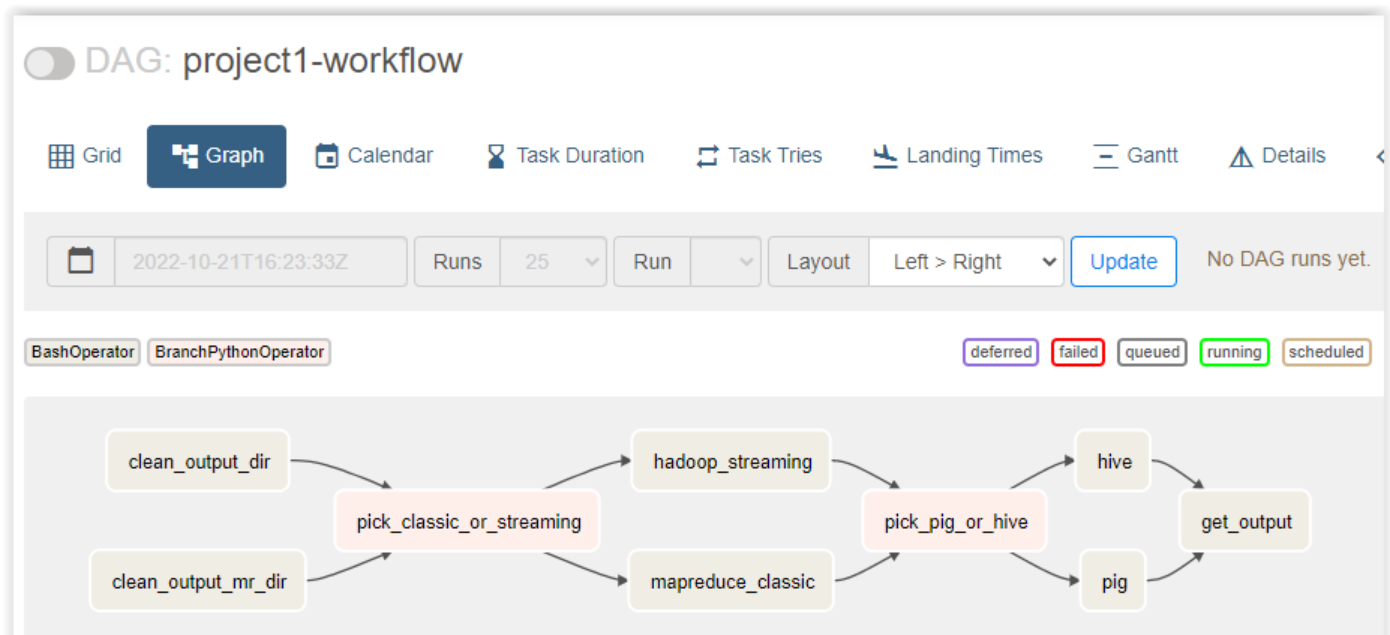 DAG: project1-workflow
Grid Graph Calendar Task Duration Task Tries Landing Times Gantt Details
2022-10-21T16:23:33Z Runs 25 Run Layout Left > Right Update No DAG runs yet.
BashOperator BranchPythonOperator deferred failed queued running scheduled
clean_output_dir hadoop_streaming hive
pick_classic_or_streaming pick_pig_or_hive get_output
clean_output_mr_dir mapreduce_classic pig